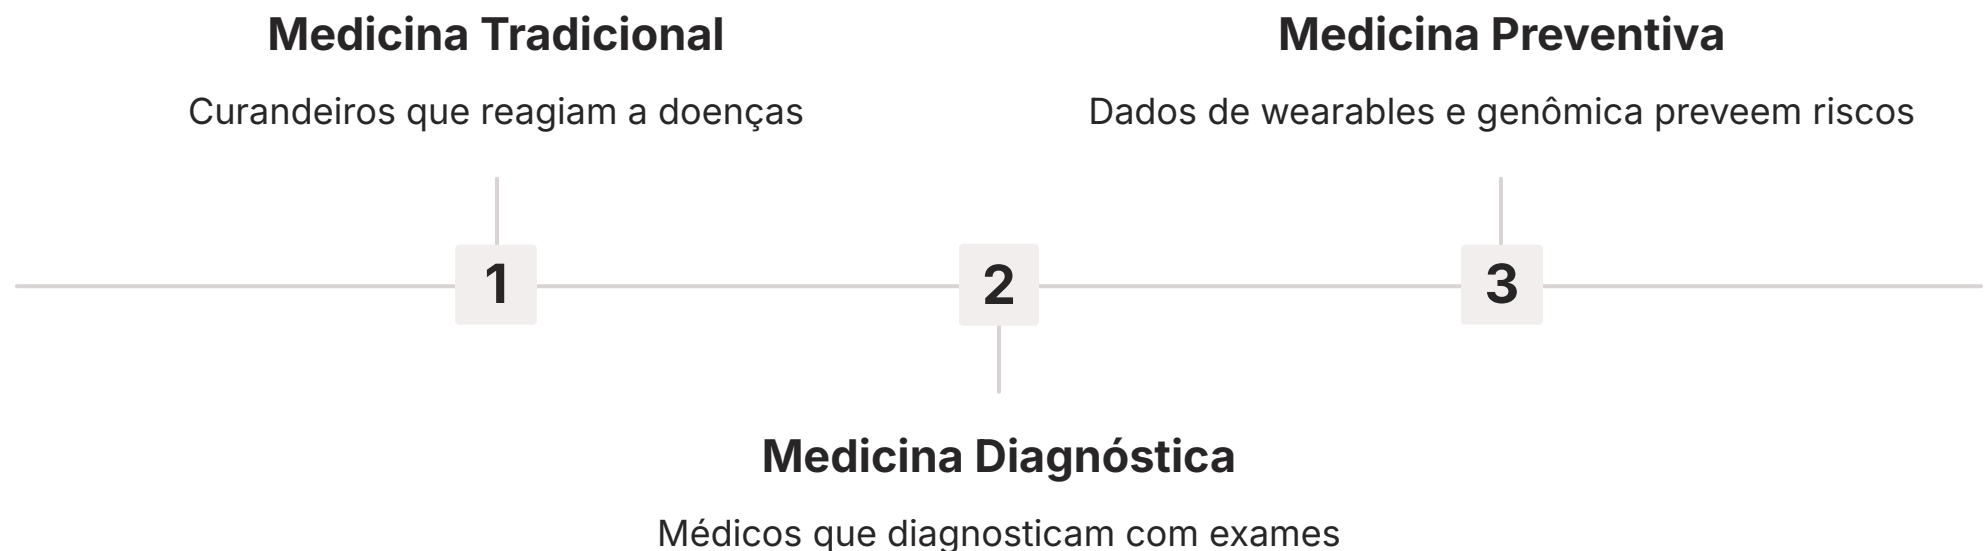 Medicina Tradicional
Curandeiros que reagiam a doenças
Medicina Preventiva
Dados de wearables e genômica preveem riscos
1
2
3
Medicina Diagnóstica
Médicos que diagnosticam com exames